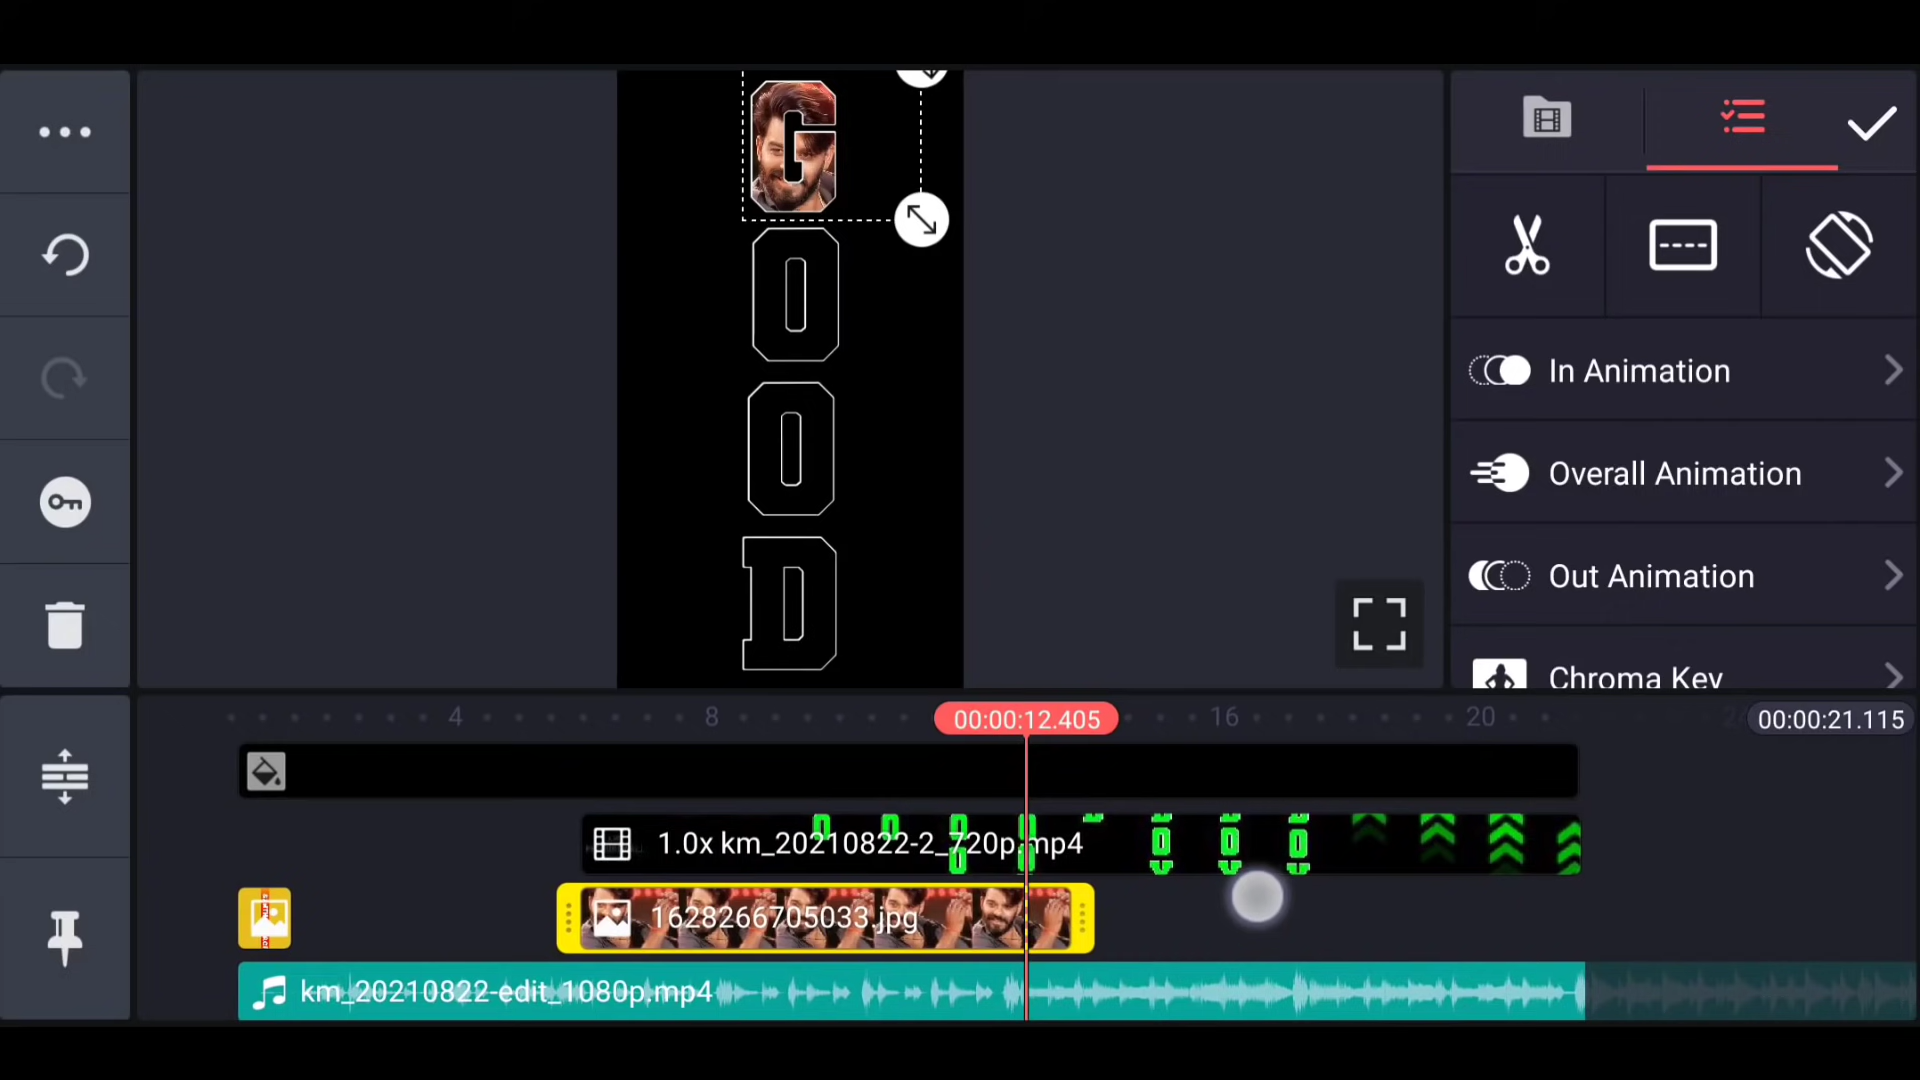 G
O
O
D
In Animation
Overall Animation
Out Animation
Chroma Key
4
8
00:00:12.405
16
20
00:00:21.115
1.0x km_20210822-2_720p.mp4
1628266705033.jpg
km_20210822-edit_1080p.mp4